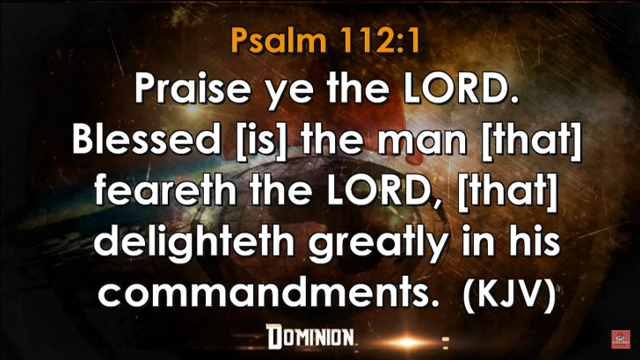 Psalm 112:1
Praise ye the LORD.
Blessed [is] the man [that]
feareth the LORD, [that]
delighteth greatly in his
commandments. (KJV)
DOMINION